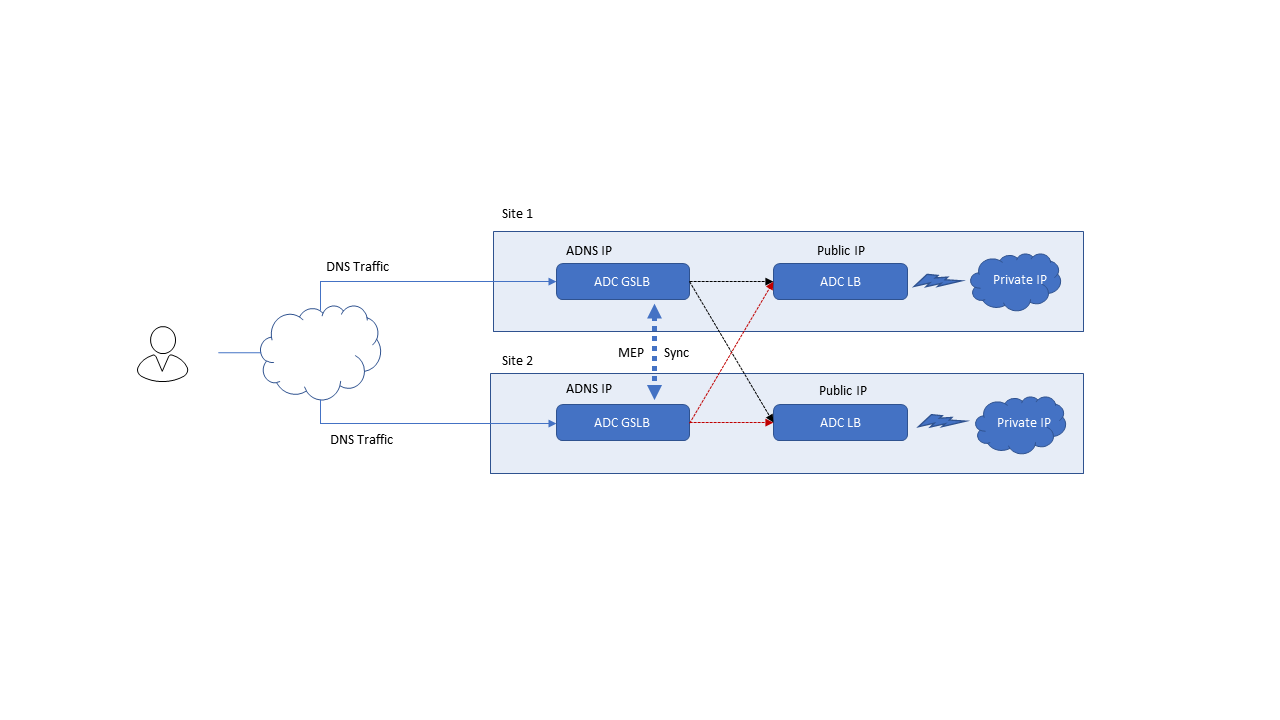 Site 1
ADNS IP
Public IP
DNS Traffic
ADC GSLB
ADC LB
Private IP
MEP
Sync
Site 2
ADNS IP
Public IP
ADC GSLB
ADC LB
Private IP
DNS Traffic